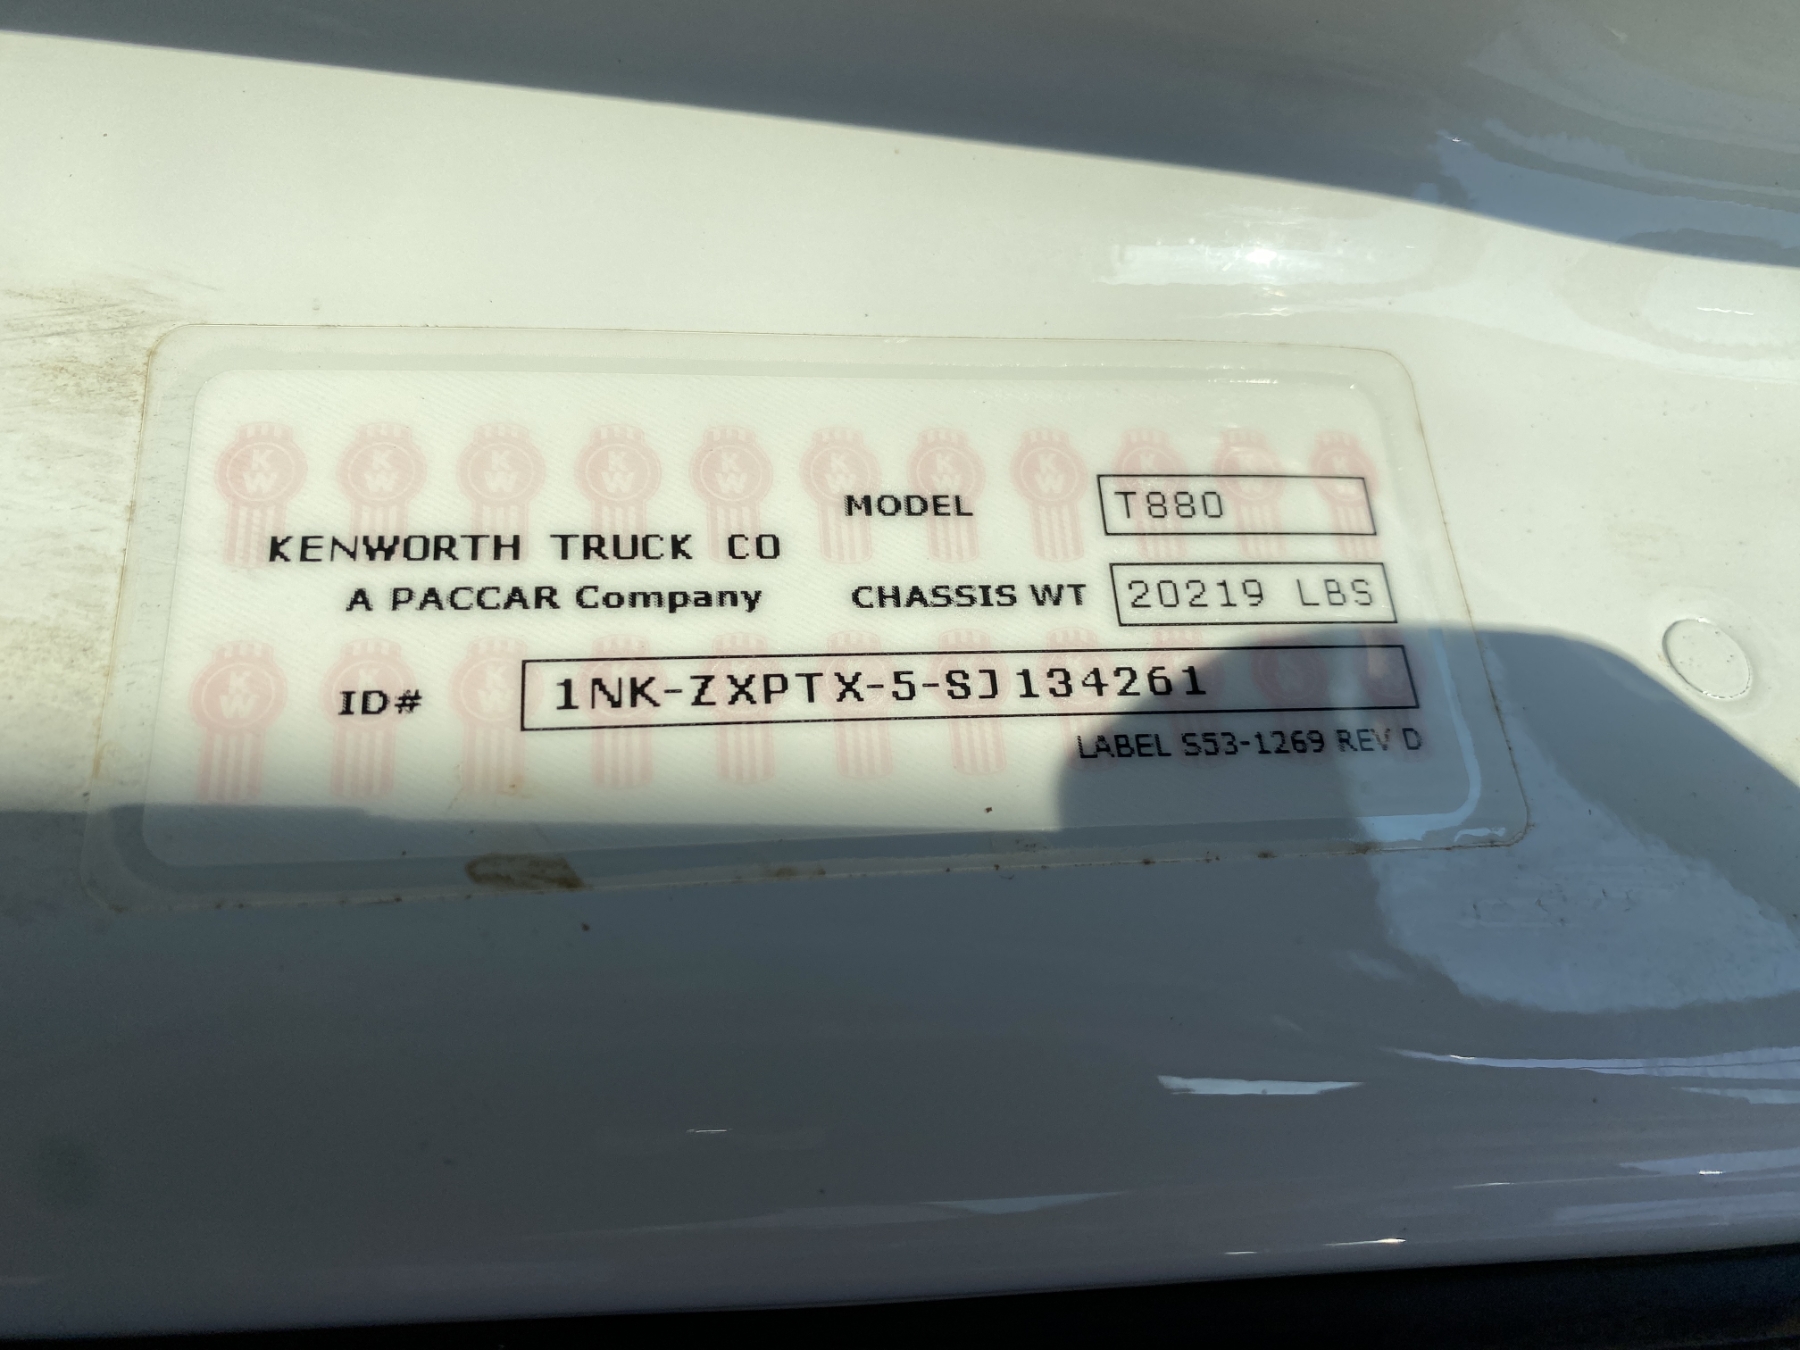 MODEL T880
KENWORTH TRUCK CO
A PACCAR Company
CHASSIS WT 20219 LBS
ID# 1NK-ZXPTX-5-SJ134261
LABEL S53-1269 REV D